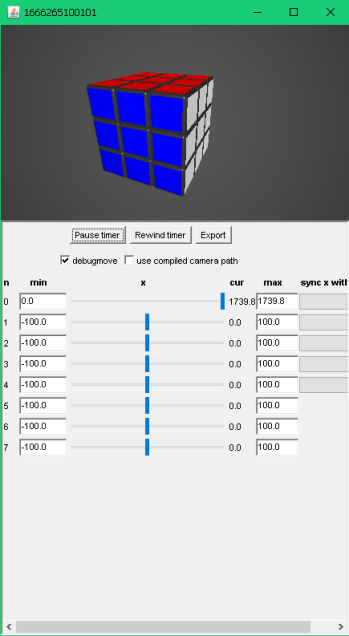 1666265100101
Pause timer Rewind timer Export
debugmove use compiled camera path
n min x cur max sync x with
0 0.0 1739.8 1739.8
1 -100.0 0.0 100.0
2 -100.0 0.0 100.0
3 -100.0 0.0 100.0
4 -100.0 0.0 100.0
5 -100.0 0.0 100.0
6 -100.0 0.0 100.0
7 -100.0 0.0 100.0